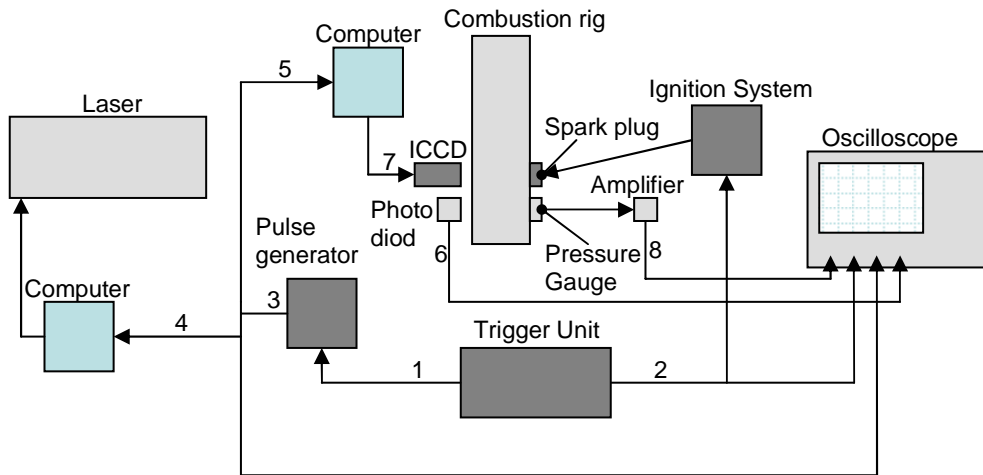 Combustion rig
Computer
5
Ignition System
Laser
Spark plug
Oscilloscope
ICCD
7
Amplifier
Photo
diod
Pulse
generator
6
8
Pressure
Gauge
Computer
3
4
Trigger Unit
1
2